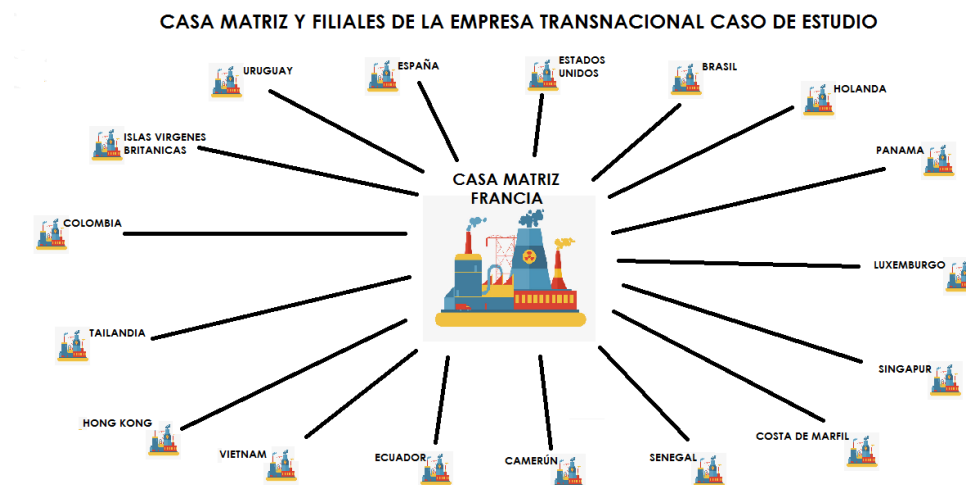 CASA MATRIZ Y FILIALES DE LA EMPRESA TRANSNACIONAL CASO DE ESTUDIO
URUGUAY
ESPAÑA
ESTADOS
UNIDOS
BRASIL
HOLANDA
ISLAS VIRGENES
BRITANICAS
PANAMA
CASA MATRIZ
FRANCIA
COLOMBIA
LUXEMBURGO
TAILANDIA
SINGAPUR
HONG KONG
COSTA DE MARFIL
VIETNAM
ECUADOR
CAMERÚN
SENEGAL